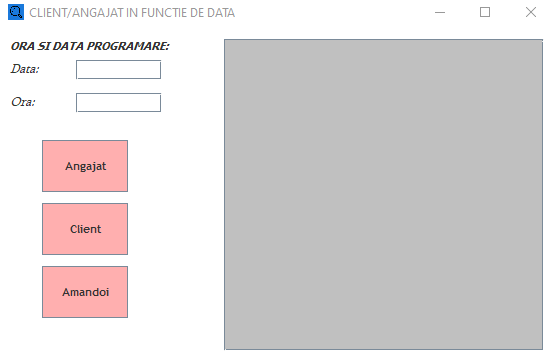 CLIENT/ANGAJAT IN FUNCTIE DE DATA
ORA SI DATA PROGRAMARE:
Data:
Ora:
Angajat
Client
Amandoi